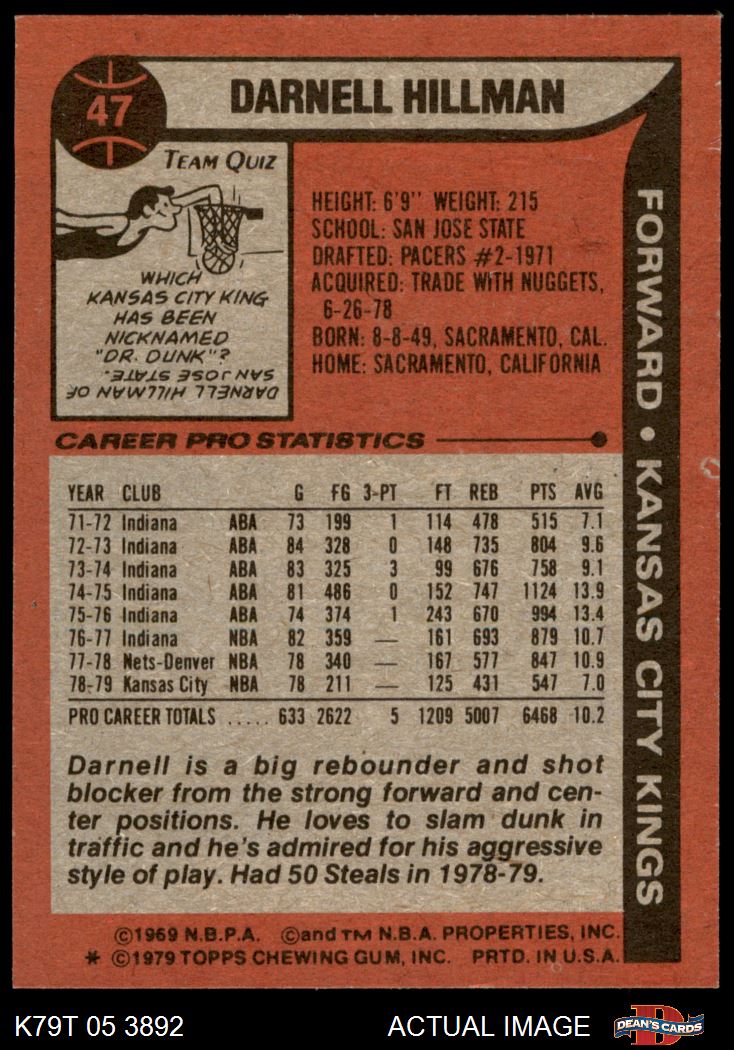 47
DARNELL HILLMAN
TEAM QUIZ
WHICH
KANSAS CITY KING
HAS BEEN
NICKNAMED
"DR. DUNK"?
DARNELL HILLMAN OF
SAN JOSE STATE.
HEIGHT: 6'9" WEIGHT: 215
SCHOOL: SAN JOSE STATE
DRAFTED: PACERS #2-1971
ACQUIRED: TRADE WITH NUGGETS,
6-26-78
BORN: 8-8-49, SACRAMENTO, CAL.
HOME: SACRAMENTO, CALIFORNIA
FORWARD • KANSAS CITY KINGS
CAREER PRO STATISTICS
YEAR CLUB G FG 3-PT FT REB PTS AVG
71-72 Indiana ABA 73 199 1 114 478 515 7.1
72-73 Indiana ABA 84 328 0 148 735 804 9.6
73-74 Indiana ABA 83 325 3 99 676 758 9.1
74-75 Indiana ABA 81 486 0 152 747 1124 13.9
75-76 Indiana ABA 74 374 1 243 670 994 13.4
76-77 Indiana NBA 82 359 — 161 693 879 10.7
77-78 Nets-Denver NBA 78 340 — 167 577 847 10.9
78-79 Kansas City NBA 78 211 — 125 431 547 7.0
PRO CAREER TOTALS ..... 633 2622 5 1209 5007 6468 10.2
Darnell is a big rebounder and shot
blocker from the strong forward and cen-
ter positions. He loves to slam dunk in
traffic and he's admired for his aggressive
style of play. Had 50 Steals in 1978-79.
©1969 N.B.P.A. ©and TM N.B.A. PROPERTIES, INC.
* ©1979 TOPPS CHEWING GUM, INC. PRTD. IN U.S.A.
K79T 05 3892 ACTUAL IMAGE
D
DEAN'S CARDS